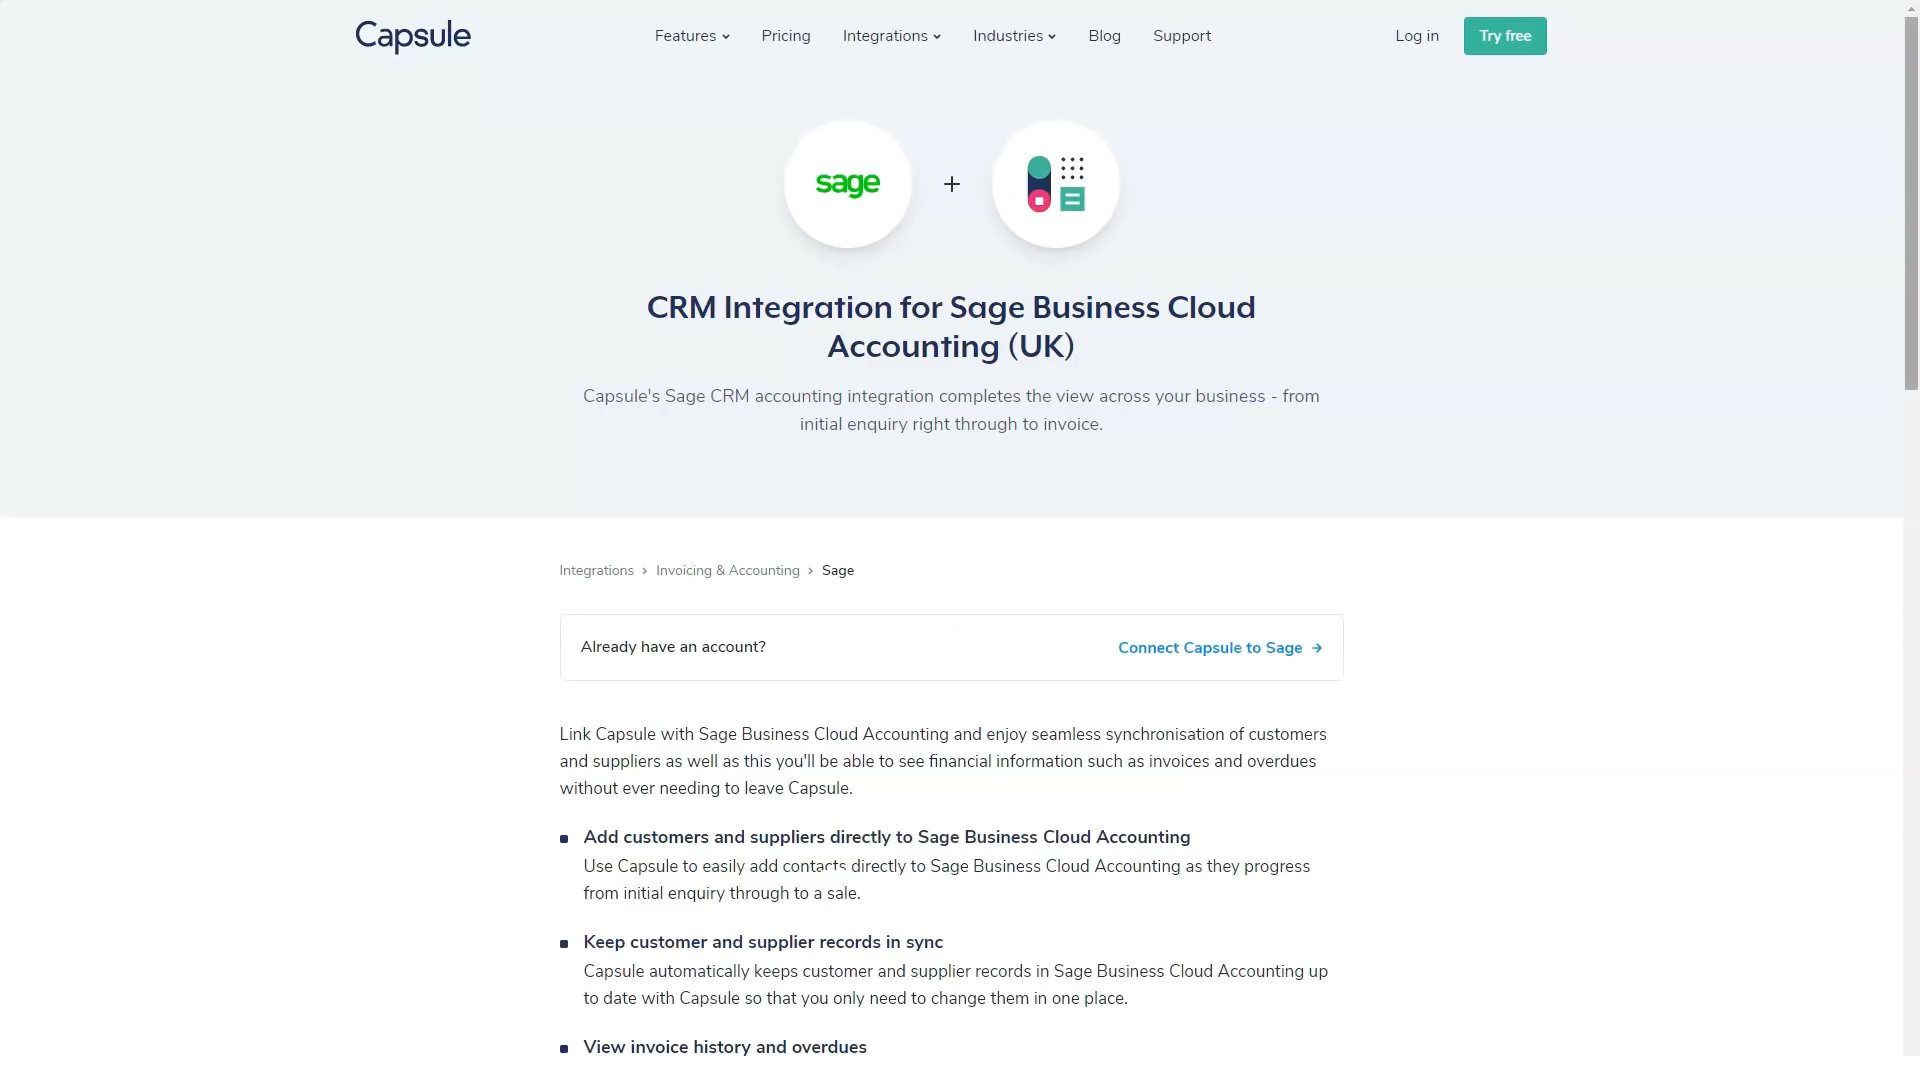 Capsule
Features
Pricing
Integrations
Industries
Blog
Support
Log in
Try free
sage
+
CRM Integration for Sage Business Cloud
Accounting (UK)
Capsule's Sage CRM accounting integration completes the view across your business - from
initial enquiry right through to invoice.
Integrations › Invoicing & Accounting › Sage
Already have an account?
Connect Capsule to Sage →
Link Capsule with Sage Business Cloud Accounting and enjoy seamless synchronisation of customers
and suppliers as well as this you'll be able to see financial information such as invoices and overdues
without ever needing to leave Capsule.
Add customers and suppliers directly to Sage Business Cloud Accounting
Use Capsule to easily add contacts directly to Sage Business Cloud Accounting as they progress
from initial enquiry through to a sale.
Keep customer and supplier records in sync
Capsule automatically keeps customer and supplier records in Sage Business Cloud Accounting up
to date with Capsule so that you only need to change them in one place.
View invoice history and overdues